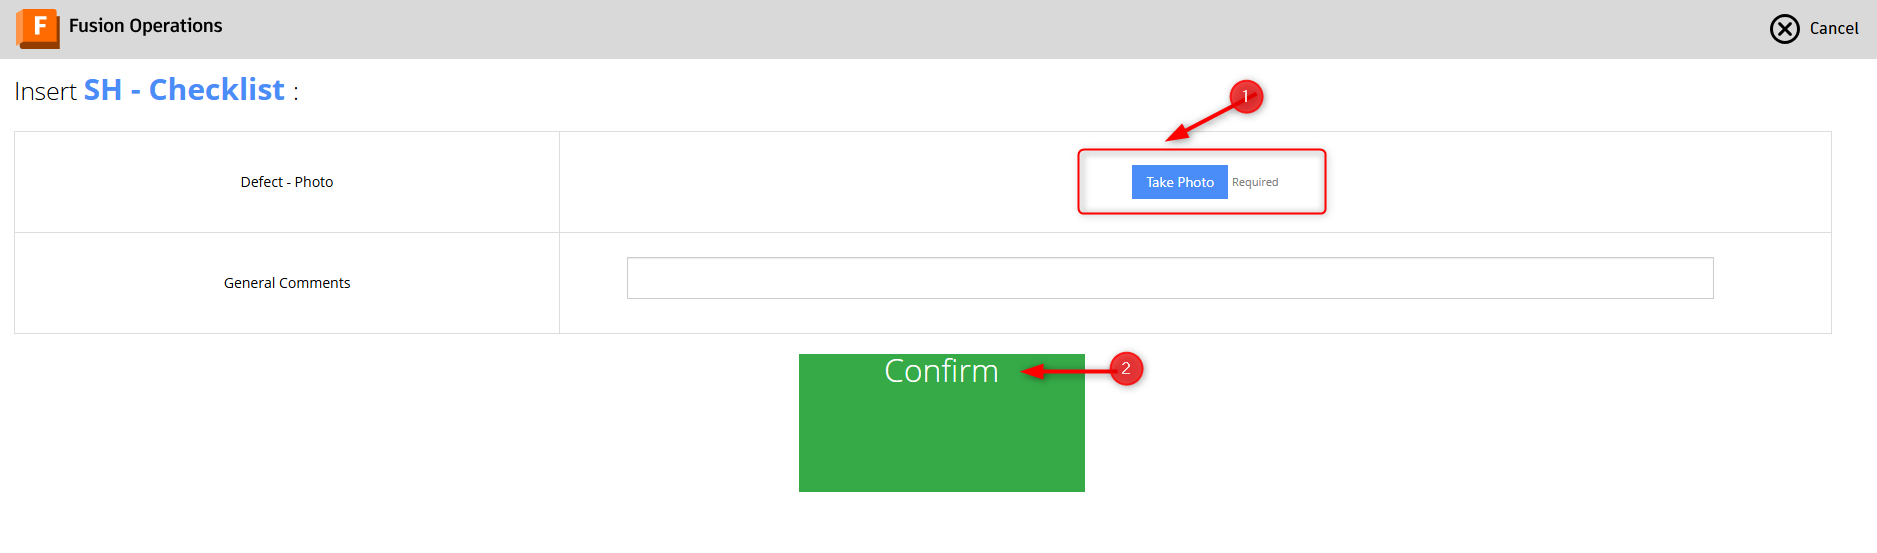 F Fusion Operations
Cancel
Insert SH - Checklist :
1
Defect - Photo
Take Photo Required
General Comments
Confirm
2